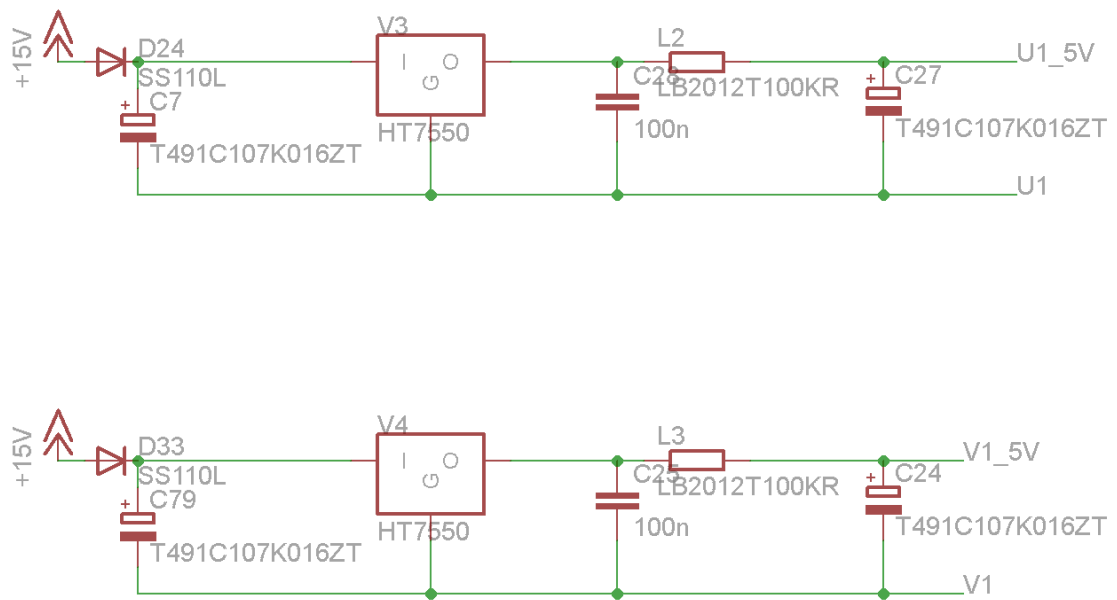 +15V
D24
SS110L
C7
+
T491C107K016ZT
V3
I O
G
HT7550
C28
100n
L2
LB2012T100KR
+
C27
T491C107K016ZT
U1_5V
U1
+15V
D33
SS110L
C79
+
T491C107K016ZT
V4
I O
G
HT7550
C25
100n
L3
LB2012T100KR
+
C24
T491C107K016ZT
V1_5V
V1